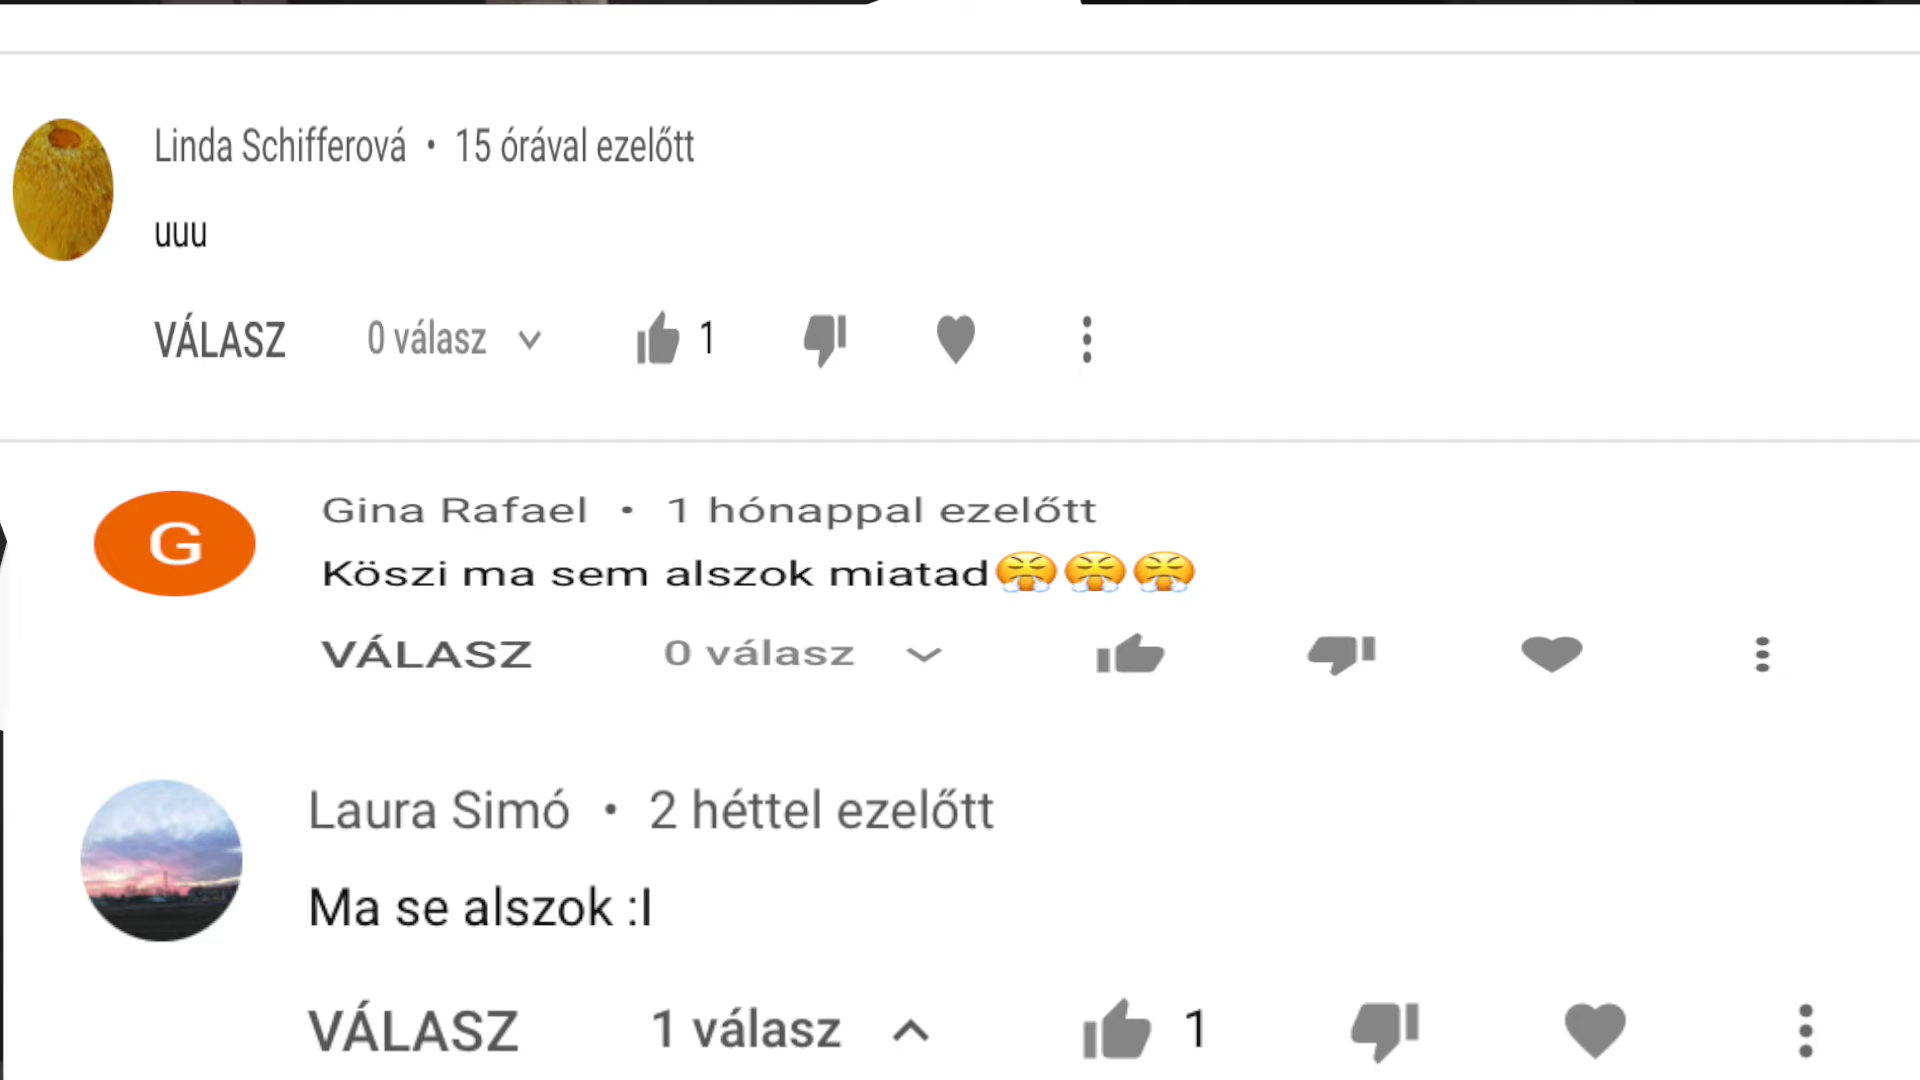 Linda Schifferová • 15 órával ezelőtt
uuu
VÁLASZ 0 válasz 1
G
Gina Rafael • 1 hónappal ezelőtt
Köszi ma sem alszok miatad😤😤😤
VÁLASZ 0 válasz
Laura Simó • 2 héttel ezelőtt
Ma se alszok :l
VÁLASZ 1 válasz 1